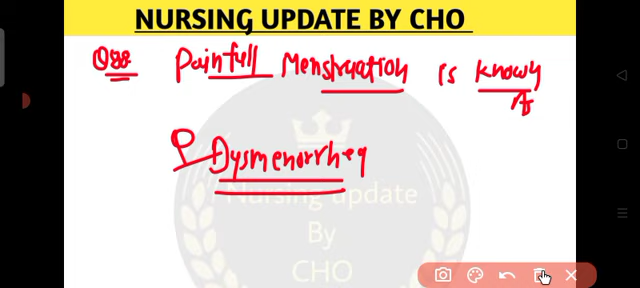 NURSING UPDATE BY CHO
Que Painfull Menstruation is known
As
Dysmenorrhea
Nursing update
By
CHO